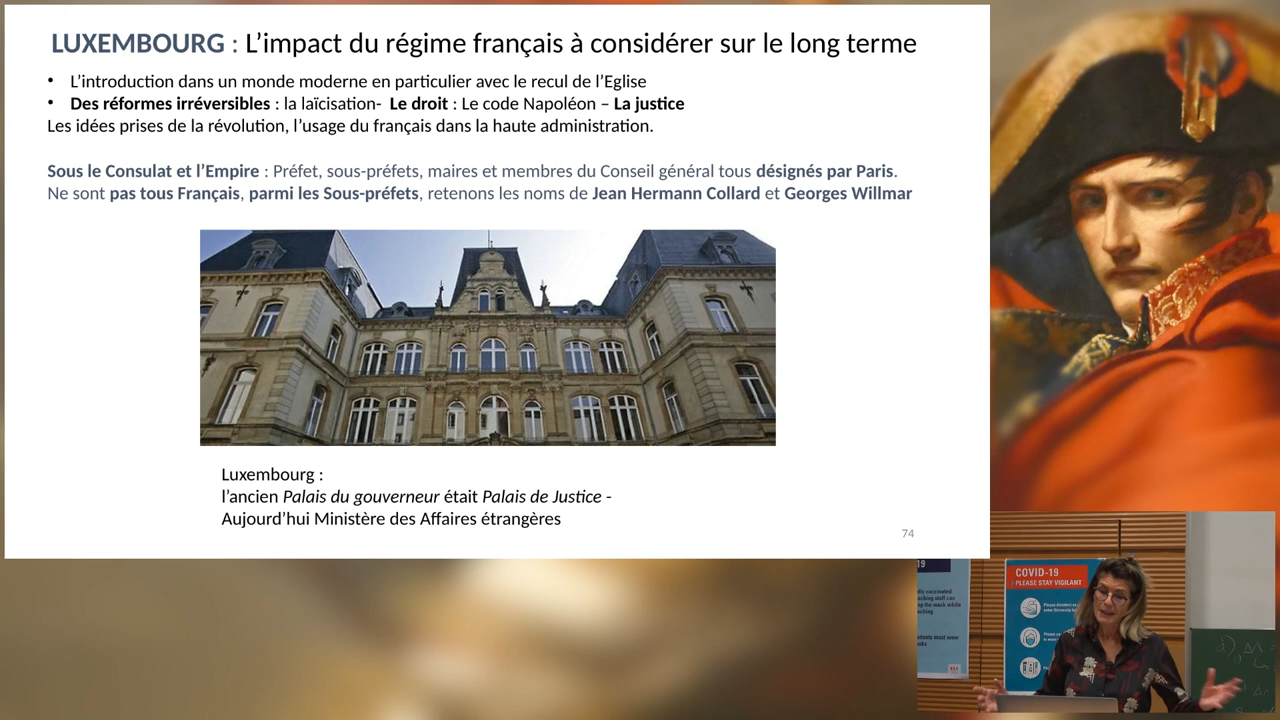 LUXEMBOURG : L’impact du régime français à considérer sur le long terme
• L’introduction dans un monde moderne en particulier avec le recul de l’Eglise
• Des réformes irréversibles : la laïcisation- Le droit : Le code Napoléon – La justice
Les idées prises de la révolution, l’usage du français dans la haute administration.
Sous le Consulat et l’Empire : Préfet, sous-préfets, maires et membres du Conseil général tous désignés par Paris.
Ne sont pas tous Français, parmi les Sous-préfets, retenons les noms de Jean Hermann Collard et Georges Willmar
Luxembourg :
l’ancien Palais du gouverneur était Palais de Justice -
Aujourd’hui Ministère des Affaires étrangères
74
19
COVID-19
PLEASE STAY VIGILANT